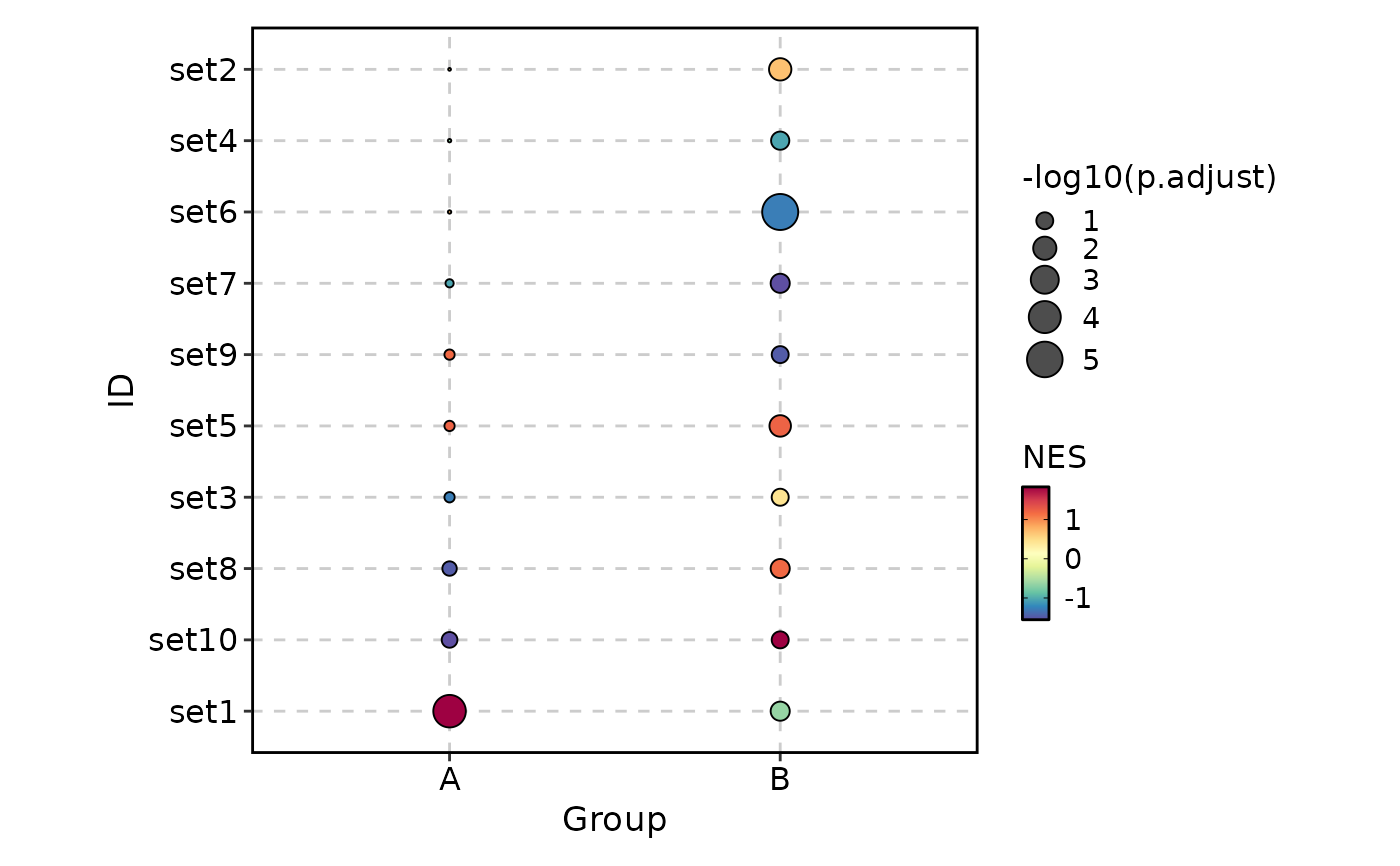 set2
set4
set6
set7
set9
set5
set3
set8
set10
set1
ID
A B
Group
-log10(p.adjust)
1
2
3
4
5
NES
1
0
-1